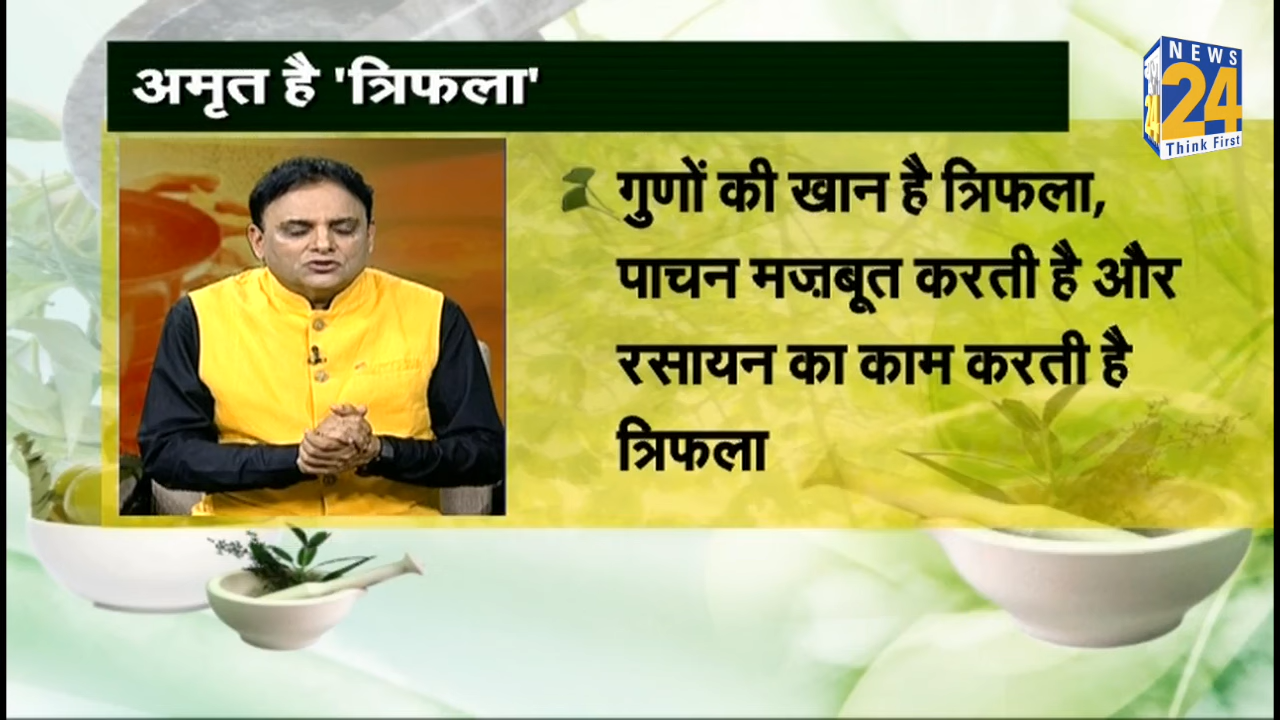 अमृत है 'त्रिफला'
NEWS
24
Think First
गुणों की खान है त्रिफला,
पाचन मज़बूत करती है और
रसायन का काम करती है
त्रिफला